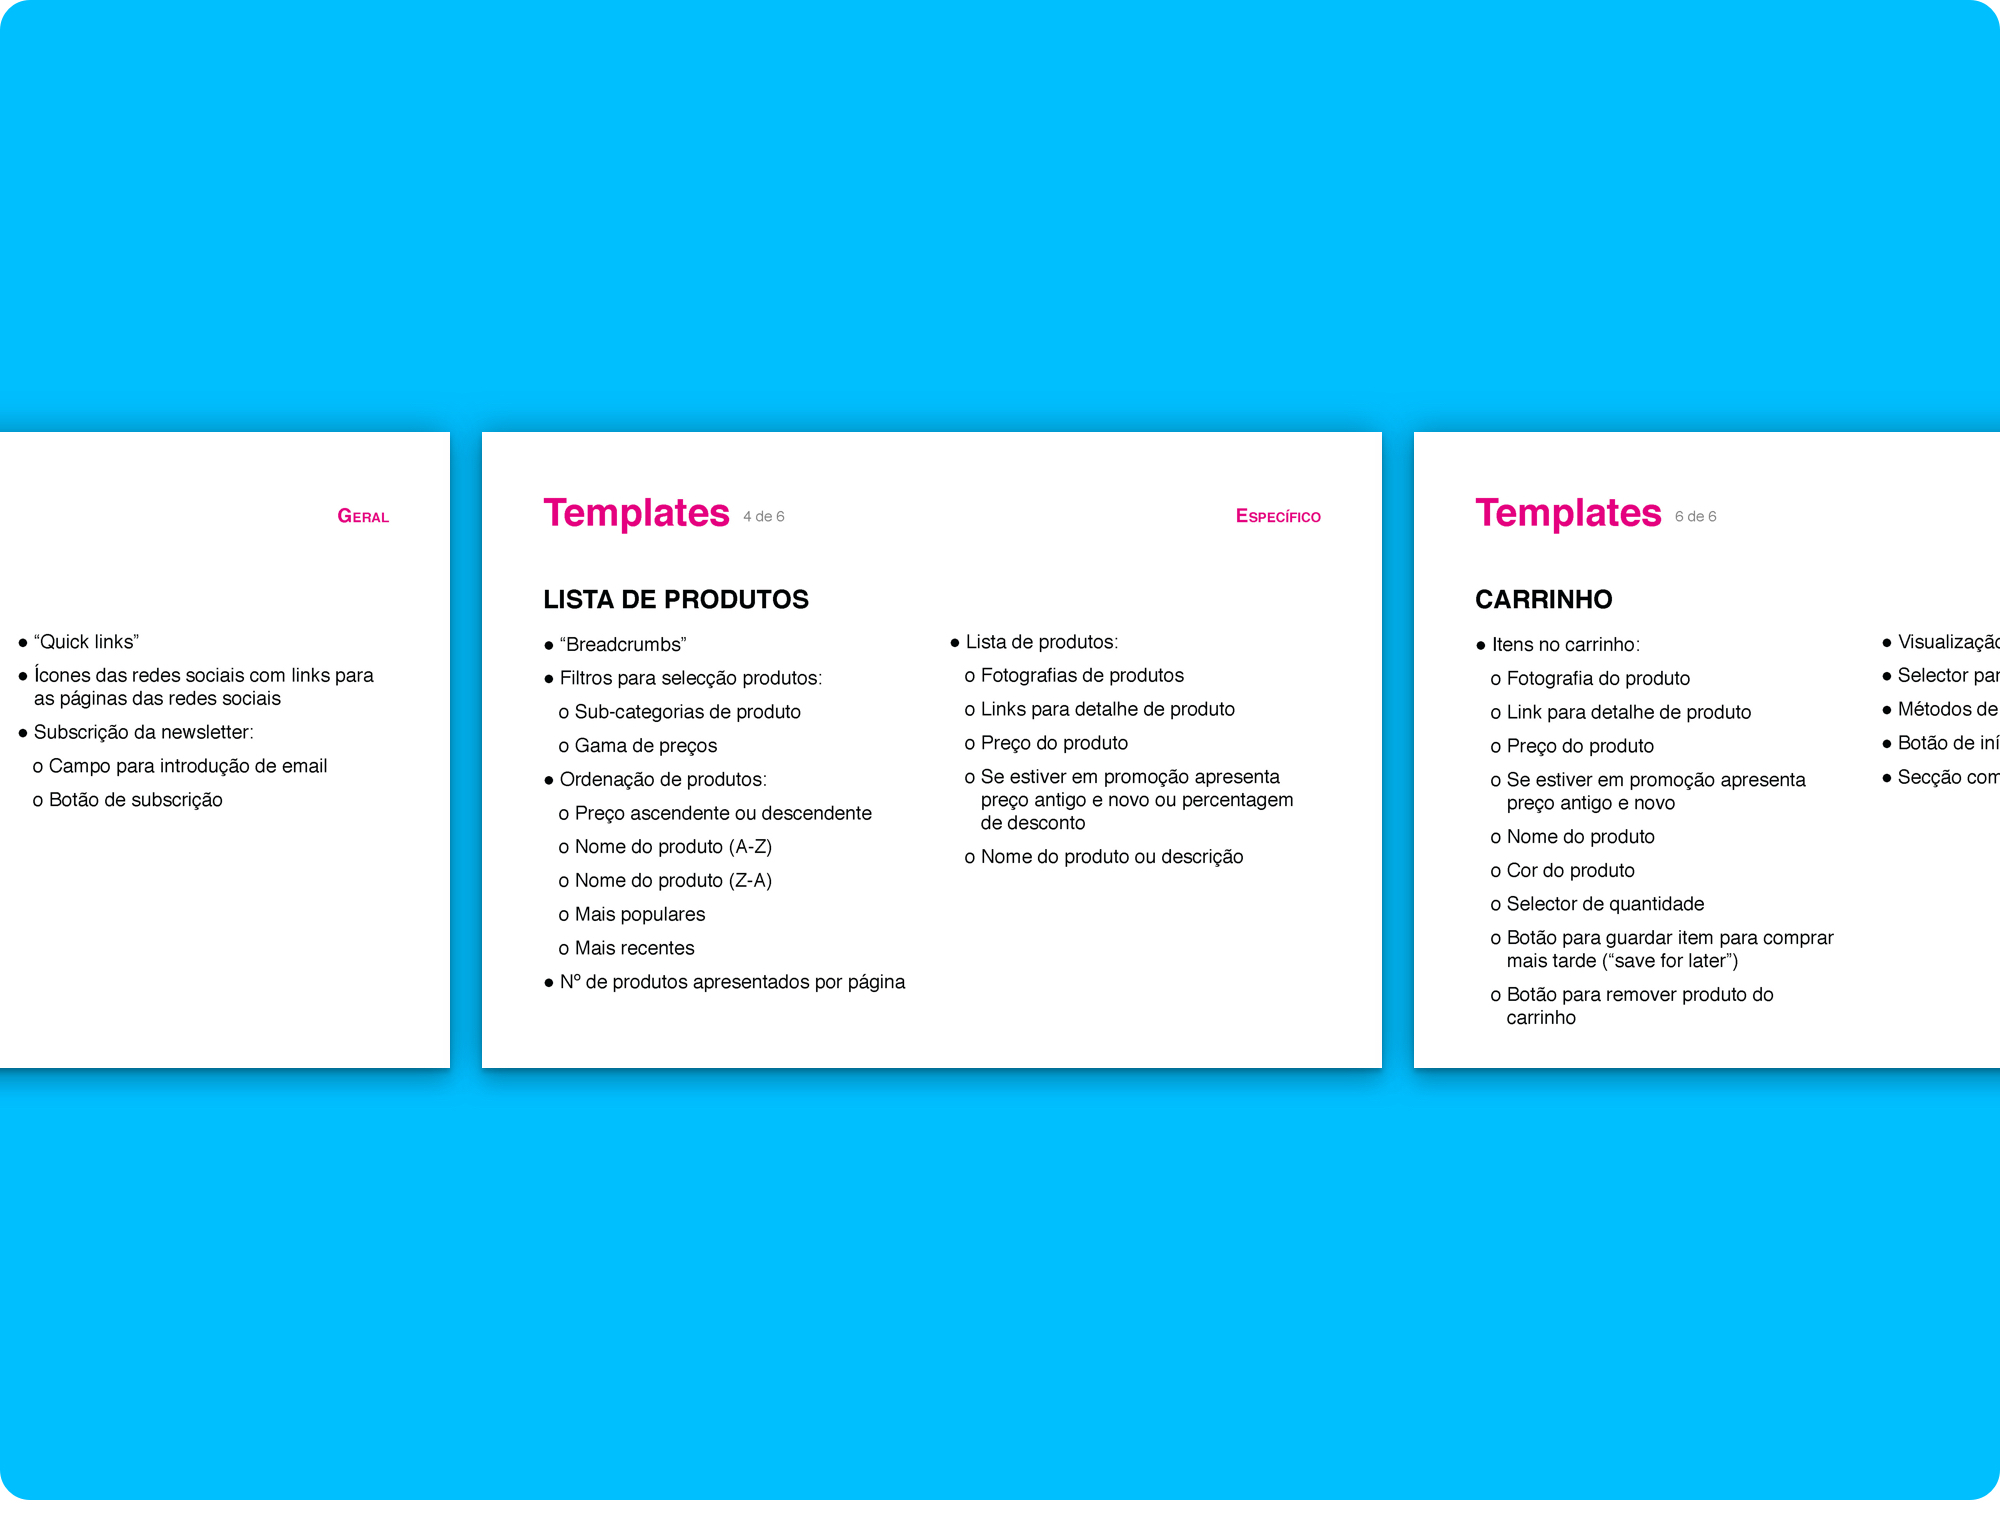 GERAL
● “Quick links”
● Ícones das redes sociais com links para
as páginas das redes sociais
● Subscrição da newsletter:
o Campo para introdução de email
o Botão de subscrição
Templates 4 de 6
ESPECÍFICO
LISTA DE PRODUTOS
● “Breadcrumbs”
● Filtros para selecção produtos:
o Sub-categorias de produto
o Gama de preços
● Ordenação de produtos:
o Preço ascendente ou descendente
o Nome do produto (A-Z)
o Nome do produto (Z-A)
o Mais populares
o Mais recentes
● Nº de produtos apresentados por página
● Lista de produtos:
o Fotografias de produtos
o Links para detalhe de produto
o Preço do produto
o Se estiver em promoção apresenta
preço antigo e novo ou percentagem
de desconto
o Nome do produto ou descrição
Templates 6 de 6
CARRINHO
● Itens no carrinho:
o Fotografia do produto
o Link para detalhe de produto
o Preço do produto
o Se estiver em promoção apresenta
preço antigo e novo
o Nome do produto
o Cor do produto
o Selector de quantidade
o Botão para guardar item para comprar
mais tarde (“save for later”)
o Botão para remover produto do
carrinho
● Visualização
● Selector
● Métodos de
● Botão de
● Secção com